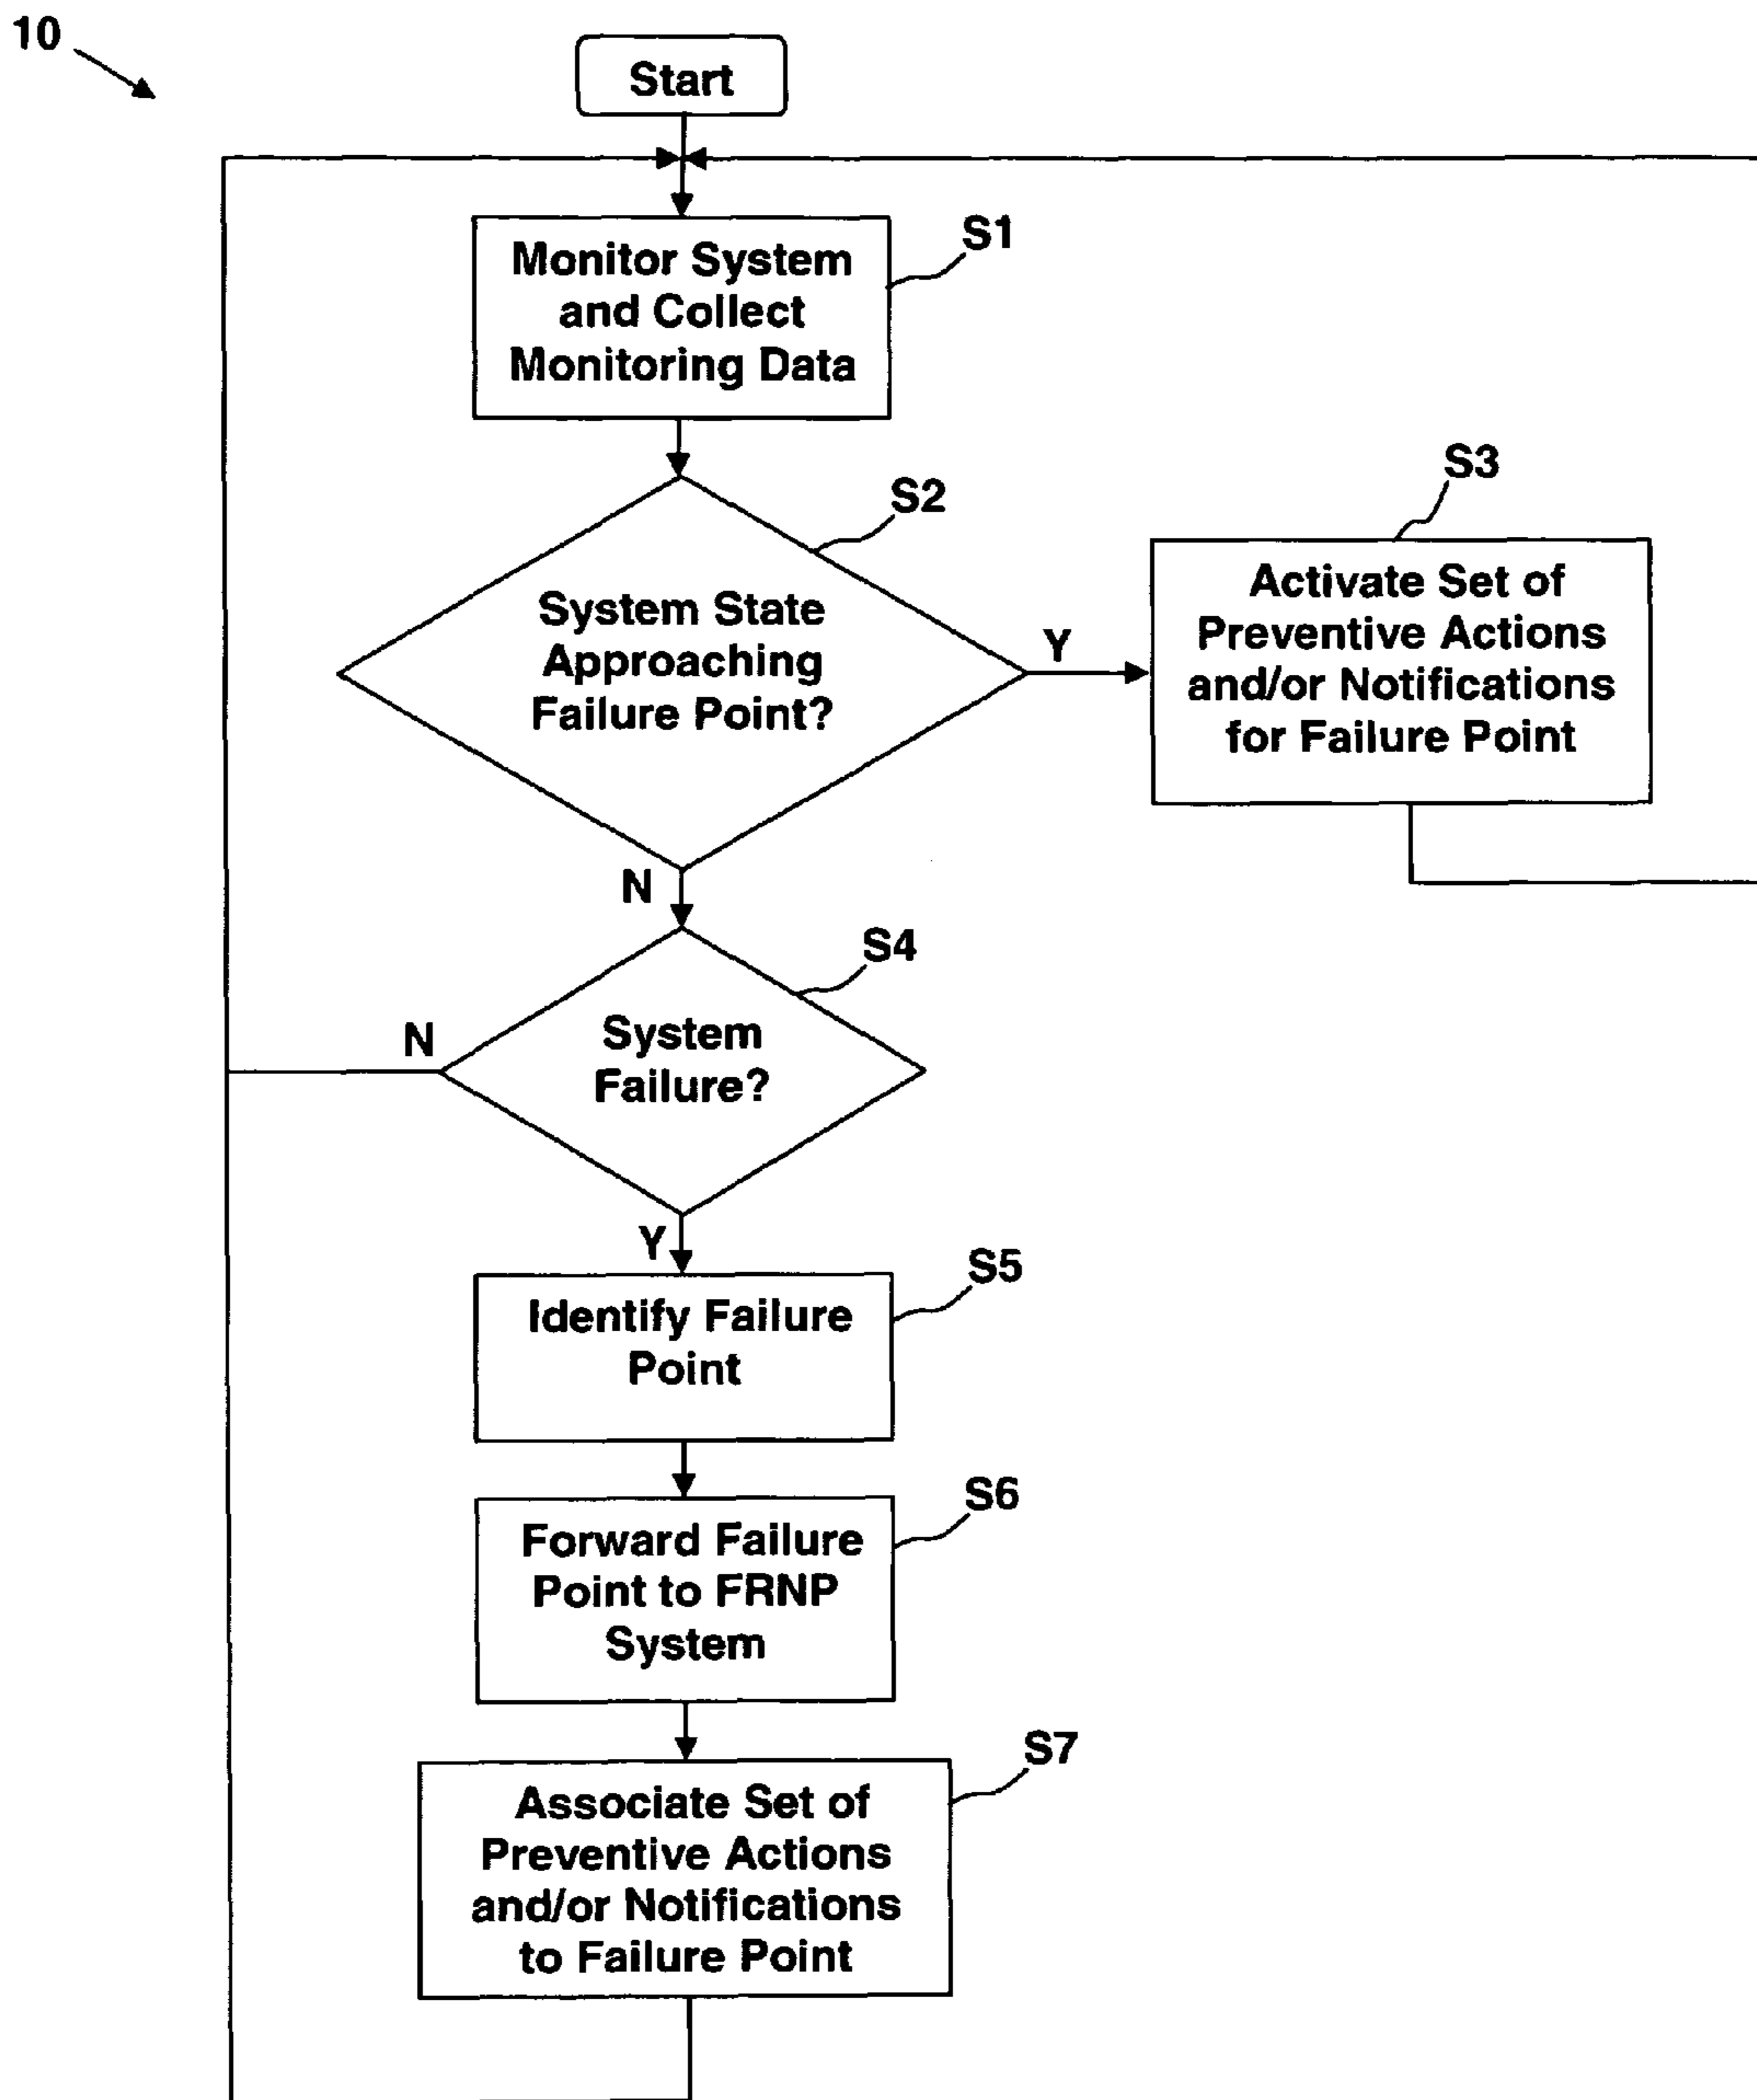 10
Start
S1
Monitor System
and Collect
Monitoring Data
S2
System State
Approaching
Failure Point?
Y
S3
Activate Set of
Preventive Actions
and/or Notifications
for Failure Point
N
S4
System
Failure?
N
Y
S5
Identify Failure
Point
S6
Forward Failure
Point to FRNP
System
S7
Associate Set of
Preventive Actions
and/or Notifications
to Failure Point